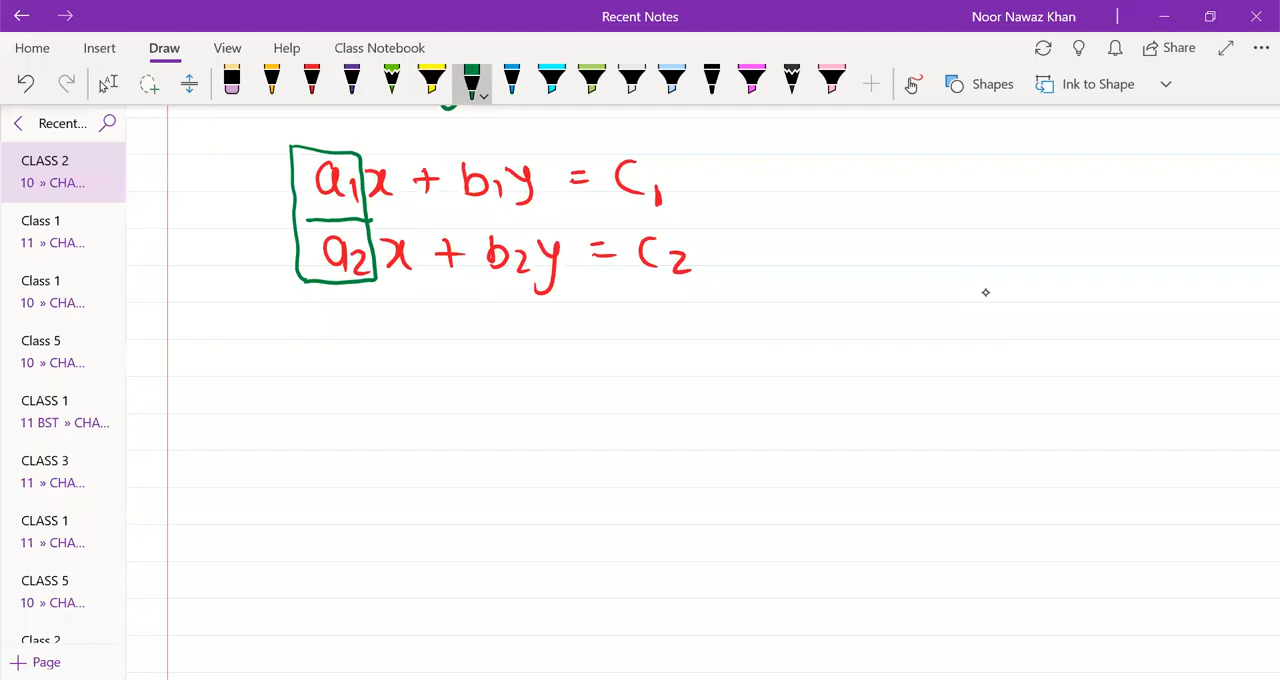 Recent Notes
Noor Nawaz Khan
Home Insert Draw View Help Class Notebook Share
Shapes Ink to Shape
Recent...
CLASS 2
10 » CHA...
Class 1
11 » CHA...
Class 1
10 » CHA...
Class 5
10 » CHA...
CLASS 1
11 BST » CHA...
CLASS 3
11 » CHA...
CLASS 1
11 » CHA...
CLASS 5
10 » CHA...
Class 2
Page
a₁x + b₁y = C₁
a₂x + b₂y = C₂